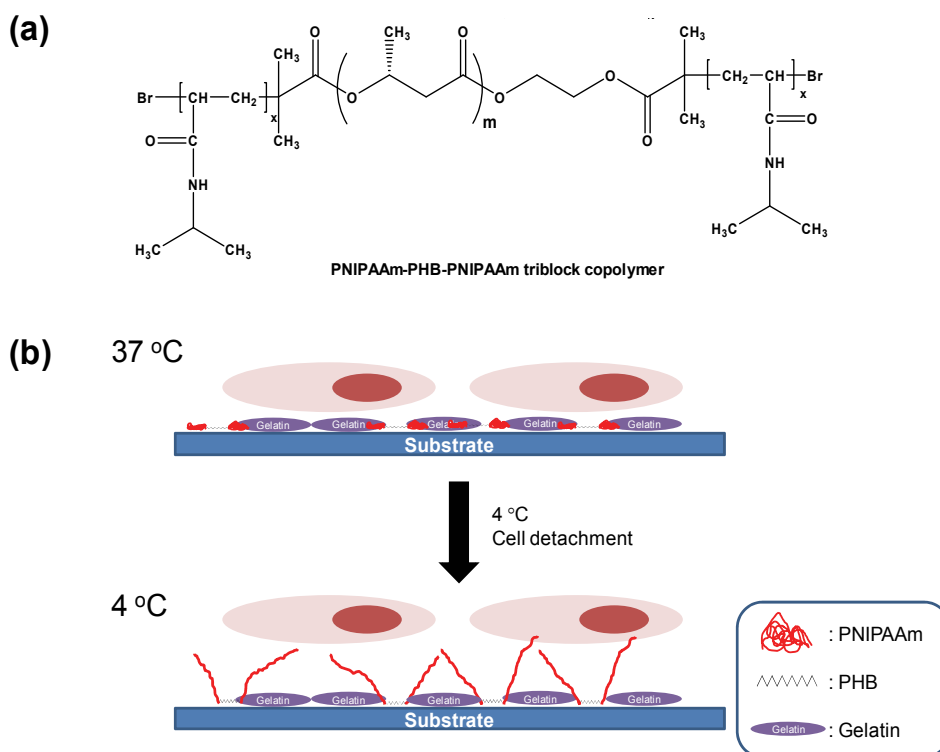 (a)
O
CH₃
O
CH₃
CH₃
O
CH₃
Br
CH
CH₂
x
O
m
O
O
CH₂
CH
Br
x
CH₃
O
CH₃
O
C
C
O
NH
NH
H₃C
CH₃
H₃C
CH₃
PNIPAAm-PHB-PNIPAAm triblock copolymer
(b)
37 °C
Gelatin Gelatin Gelatin Gelatin Gelatin
Substrate
4 °C
Cell detachment
4 °C
Gelatin Gelatin Gelatin Gelatin Gelatin
Substrate
: PNIPAAm
: PHB
Gelatin : Gelatin